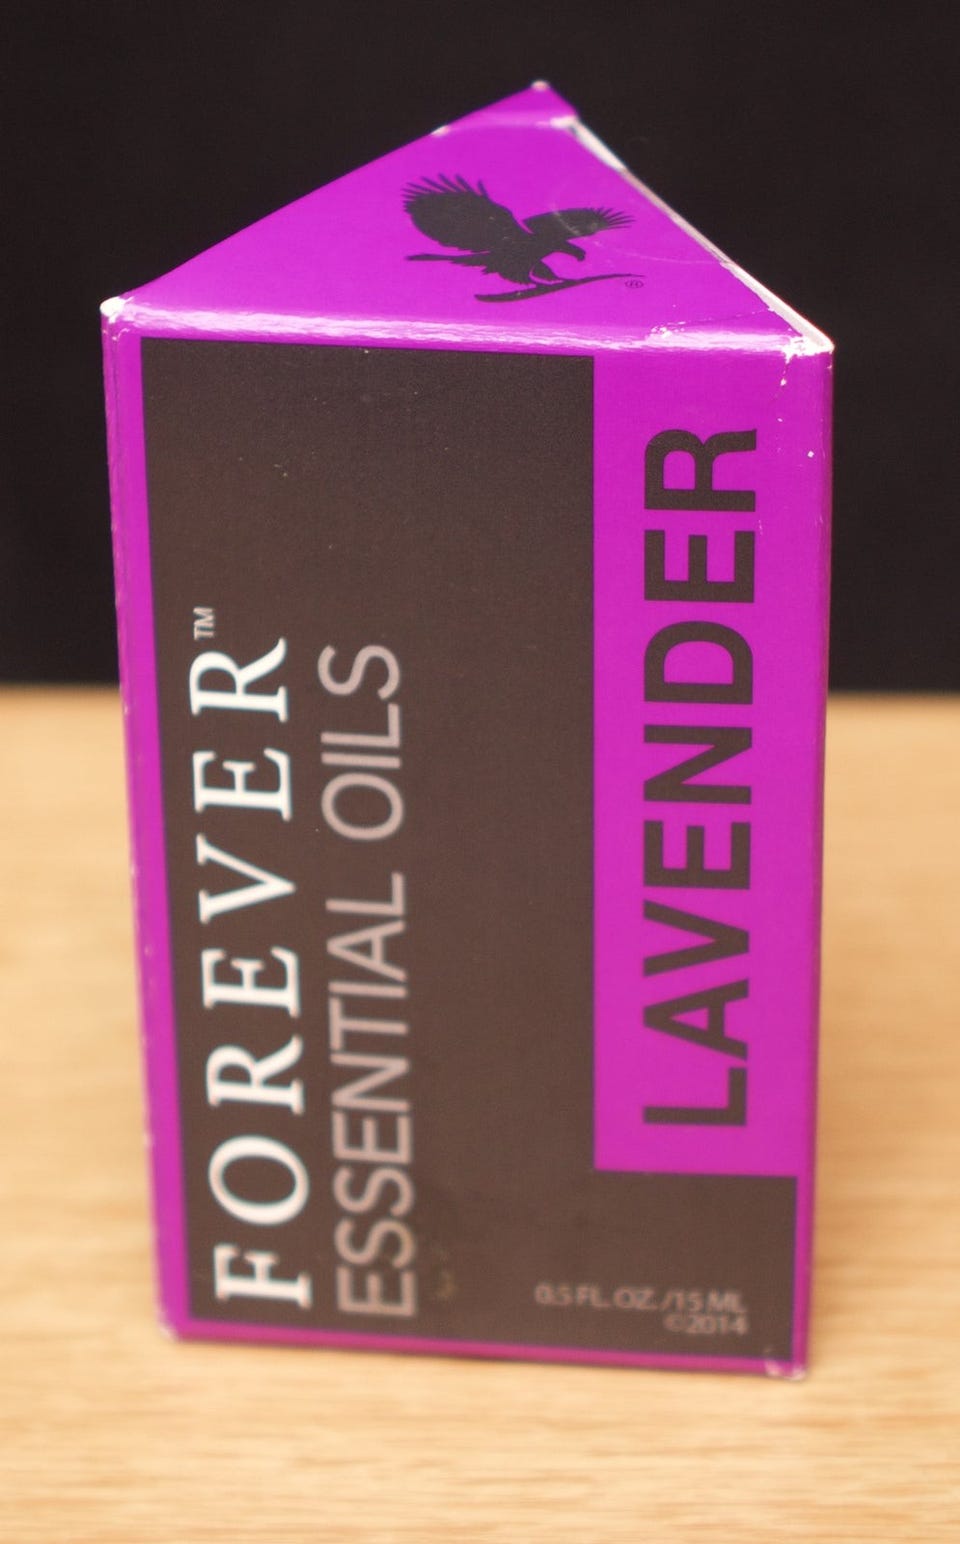 ®
FOREVER™
ESSENTIAL OILS
LAVENDER
0.5 FL. OZ. /15 ML
©2014